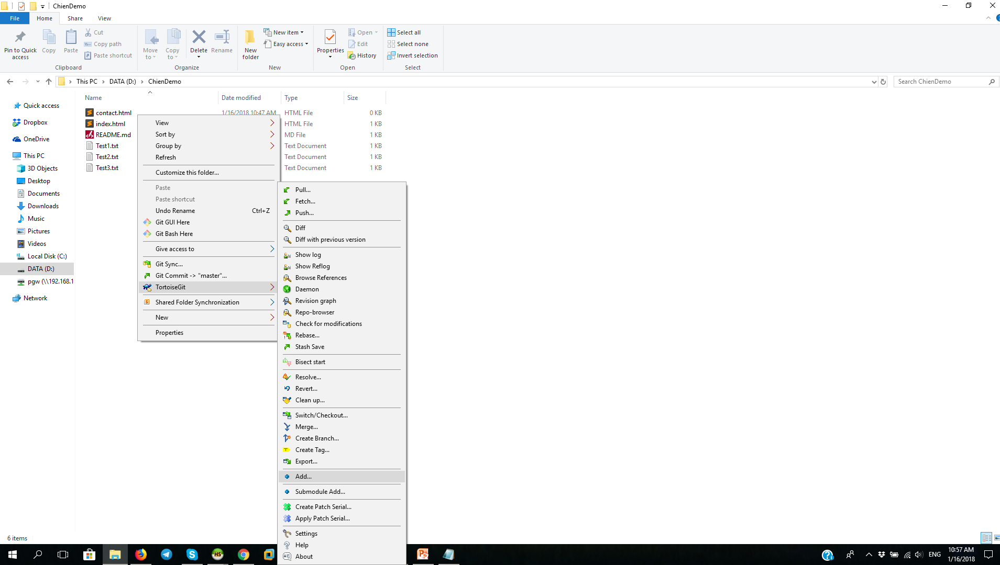 ChienDemo
File Home Share View
Pin to Quick access
Copy
Paste
Cut
Copy path
Paste shortcut
Clipboard
Move to
Copy to
Delete
Rename
Organize
New folder
New item
Easy access
New
Properties
Open
Edit
History
Open
Select all
Select none
Invert selection
Select
This PC > DATA (D:) > ChienDemo
Search ChienDemo
Name Date modified Type Size
contact.html 1/16/2018 10:47 AM HTML File 0 KB
index.html HTML File 1 KB
README.md MD File 1 KB
Test1.txt Text Document 1 KB
Test2.txt Text Document 1 KB
Test3.txt Text Document 1 KB
Quick access
Dropbox
OneDrive
This PC
3D Objects
Desktop
Documents
Downloads
Music
Pictures
Videos
Local Disk (C:)
DATA (D:)
pgw (\\192.168.1
Network
View
Sort by
Group by
Refresh
Customize this folder...
Paste
Paste shortcut
Undo Rename Ctrl+Z
Git GUI Here
Git Bash Here
Give access to
Git Sync...
Git Commit -> "master"...
TortoiseGit
Shared Folder Synchronization
New
Properties
Pull...
Fetch...
Push...
Diff
Diff with previous version
Show log
Show Reflog
Browse References
Daemon
Revision graph
Repo-browser
Check for modifications
Rebase...
Stash Save
Bisect start
Resolve...
Revert...
Clean up...
Switch/Checkout...
Merge...
Create Branch...
Create Tag...
Export...
Add...
Submodule Add...
Create Patch Serial...
Apply Patch Serial...
Settings
Help
About
6 items
HS
ENG
10:57 AM
1/16/2018